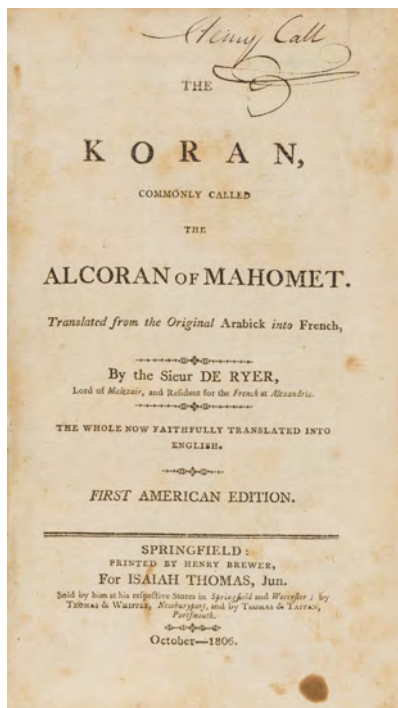 Henry Call
THE
KORAN,
COMMONLY CALLED
THE
ALCORAN OF MAHOMET.
Translated from the Original Arabick into French,
By the Sieur DE RYER,
Lord of Malezair, and Resident for the French at Alexandria.
THE WHOLE NOW FAITHFULLY TRANSLATED INTO
ENGLISH.
FIRST AMERICAN EDITION.
SPRINGFIELD:
PRINTED BY HENRY BREWER,
For ISAIAH THOMAS, Jun.
Sold by him at his respective Stores in Springfield and Worcester; by
THOMAS & WHIPPLE, Newburyport, and by THOMAS & TAPPAN,
Portsmouth.
October—1806.